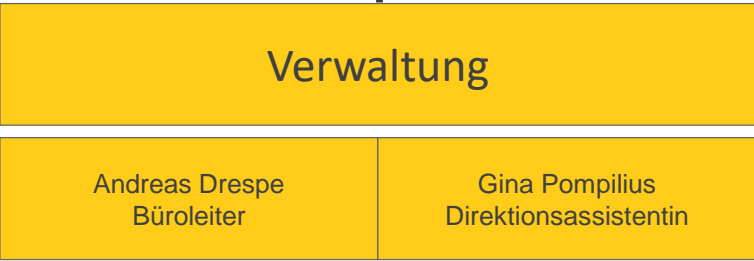 Verwaltung
Andreas Drespe
Büroleiter
Gina Pompilius
Direktionsassistentin